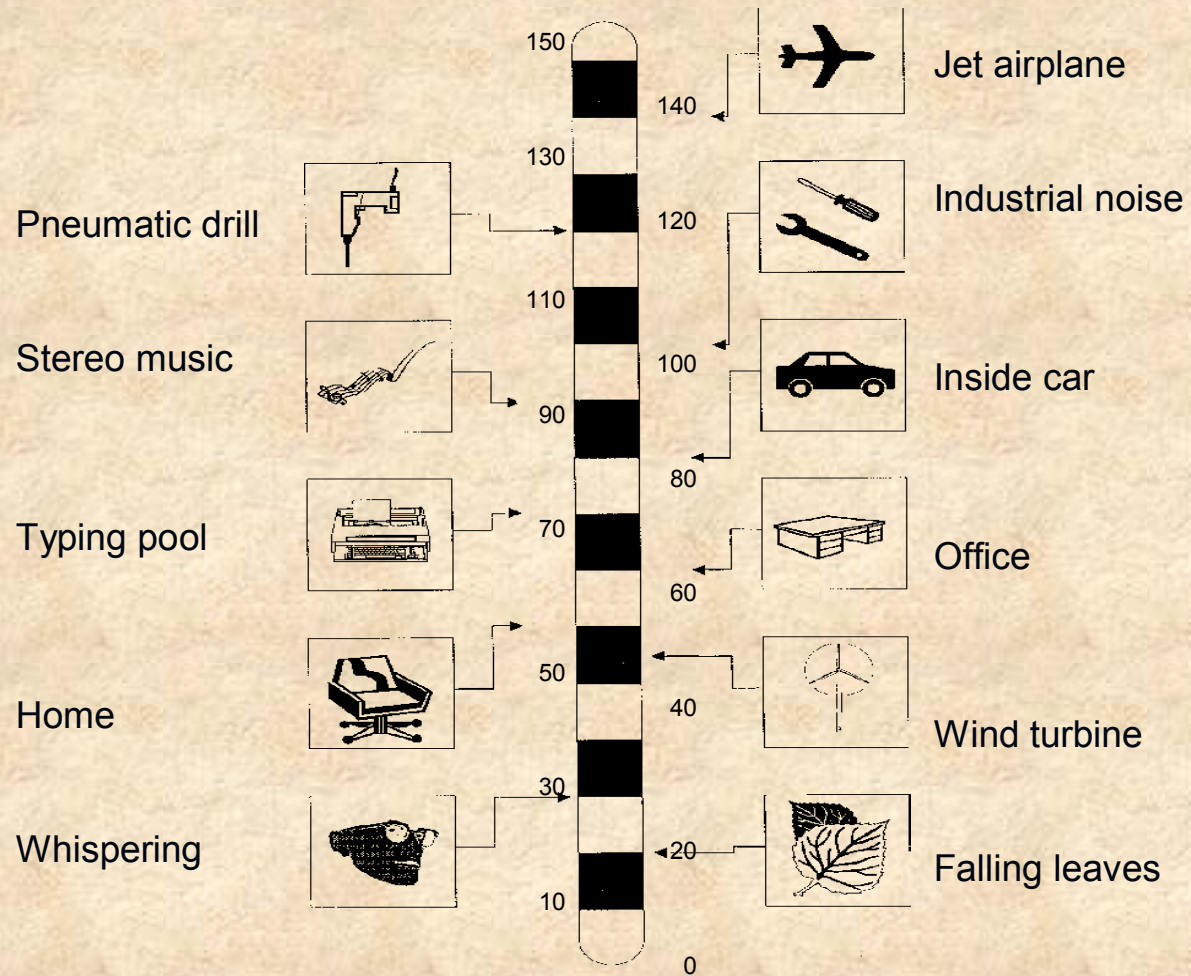 150
Jet airplane
140
130
Industrial noise
Pneumatic drill
120
110
Stereo music
100
Inside car
90
80
Typing pool
70
Office
60
50
Home
40
Wind turbine
30
Whispering
20
Falling leaves
10
0